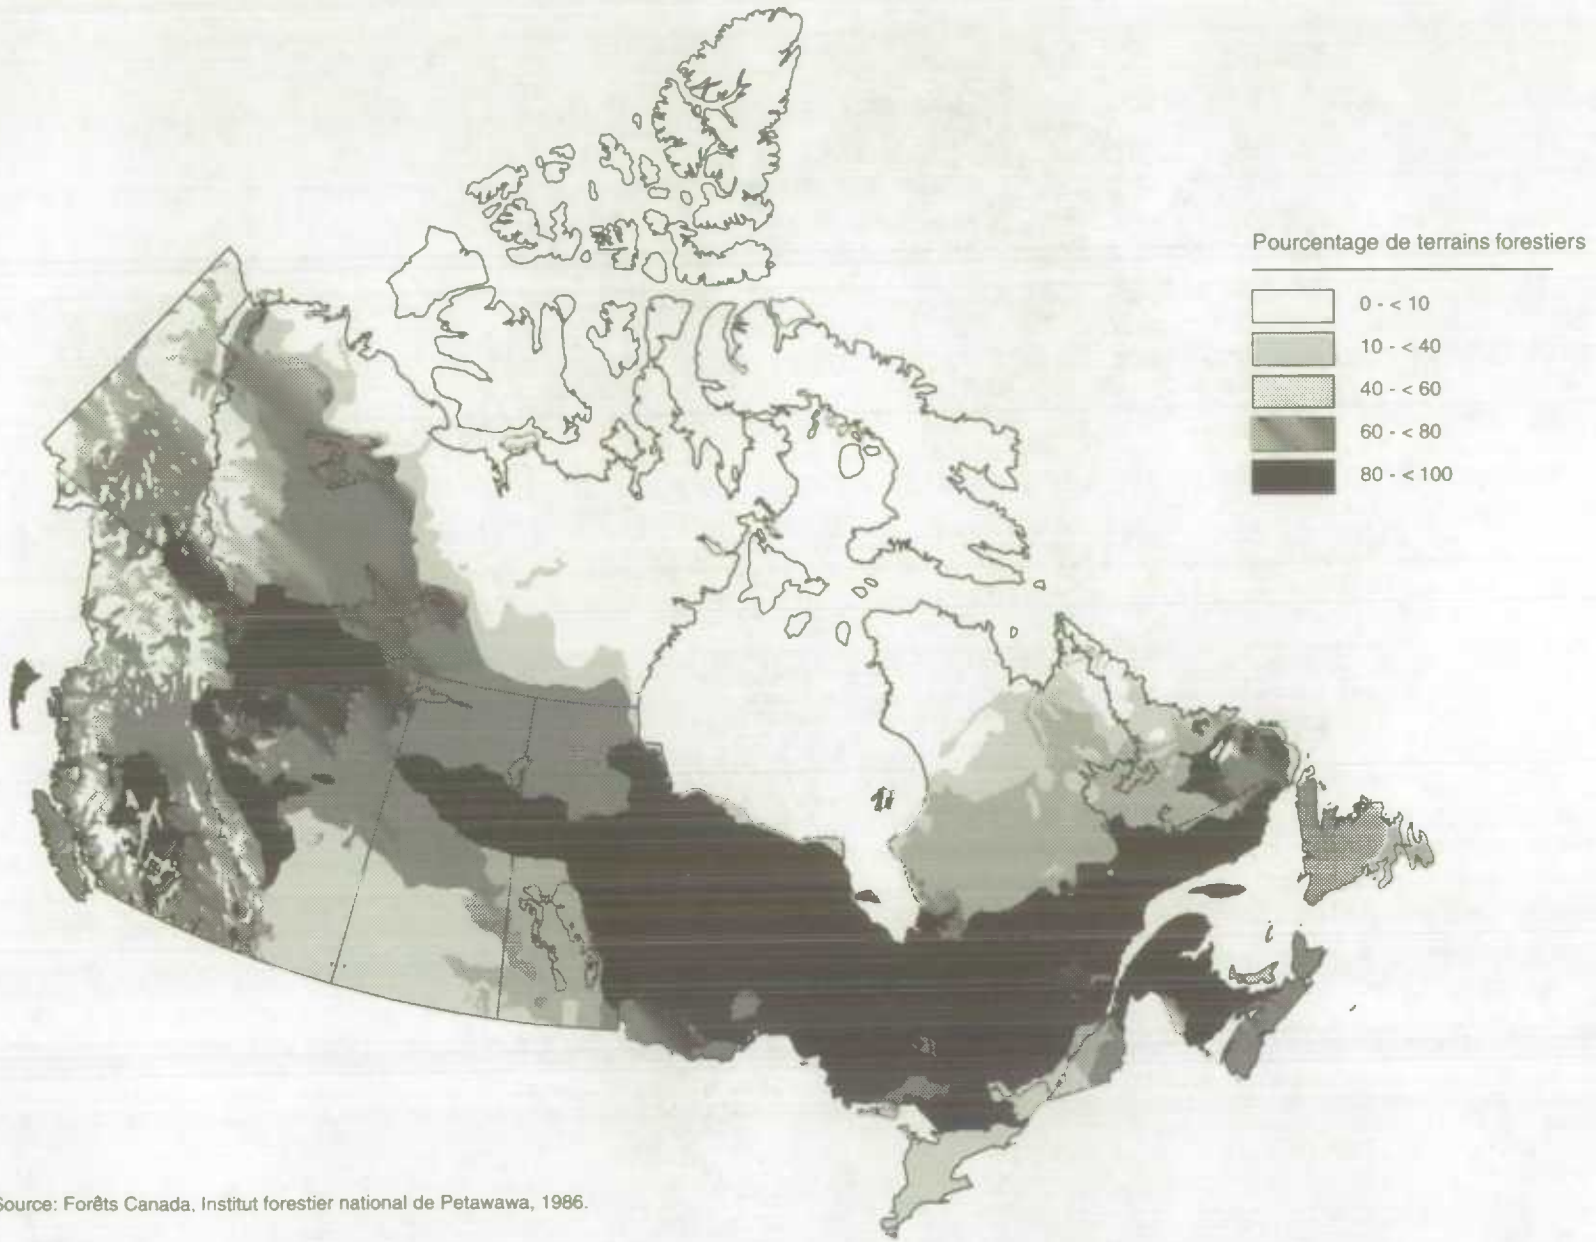 Pourcentage de terrains forestiers
0 - < 10
10 - < 40
40 - < 60
60 - < 80
80 - < 100
Source: Forêts Canada, Institut forestier national de Petawawa, 1986.